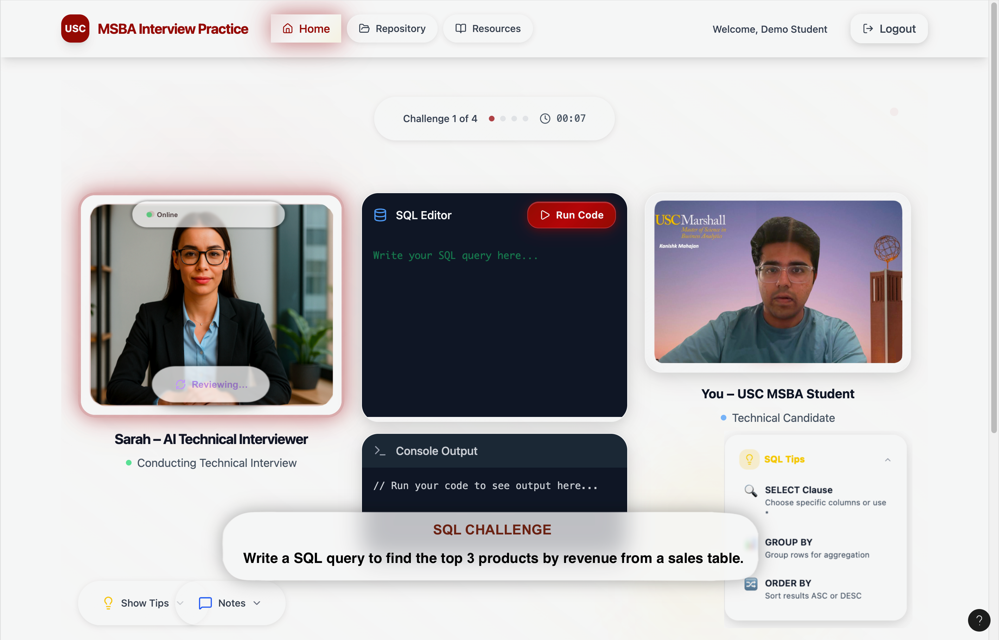 USC
MSBA Interview Practice
Home
Repository
Resources
Welcome, Demo Student
Logout
Challenge 1 of 4
00:07
Online
Reviewing...
Sarah – AI Technical Interviewer
Conducting Technical Interview
SQL Editor
Run Code
Write your SQL query here...
Console Output
// Run your code to see output here...
USC Marshall
Master of Science in
Business Analytics
Kanishk Mahajan
You – USC MSBA Student
Technical Candidate
SQL Tips
SELECT Clause
Choose specific columns or use
*
GROUP BY
Group rows for aggregation
ORDER BY
Sort results ASC or DESC
SQL CHALLENGE
Write a SQL query to find the top 3 products by revenue from a sales table.
Show Tips
Notes
?